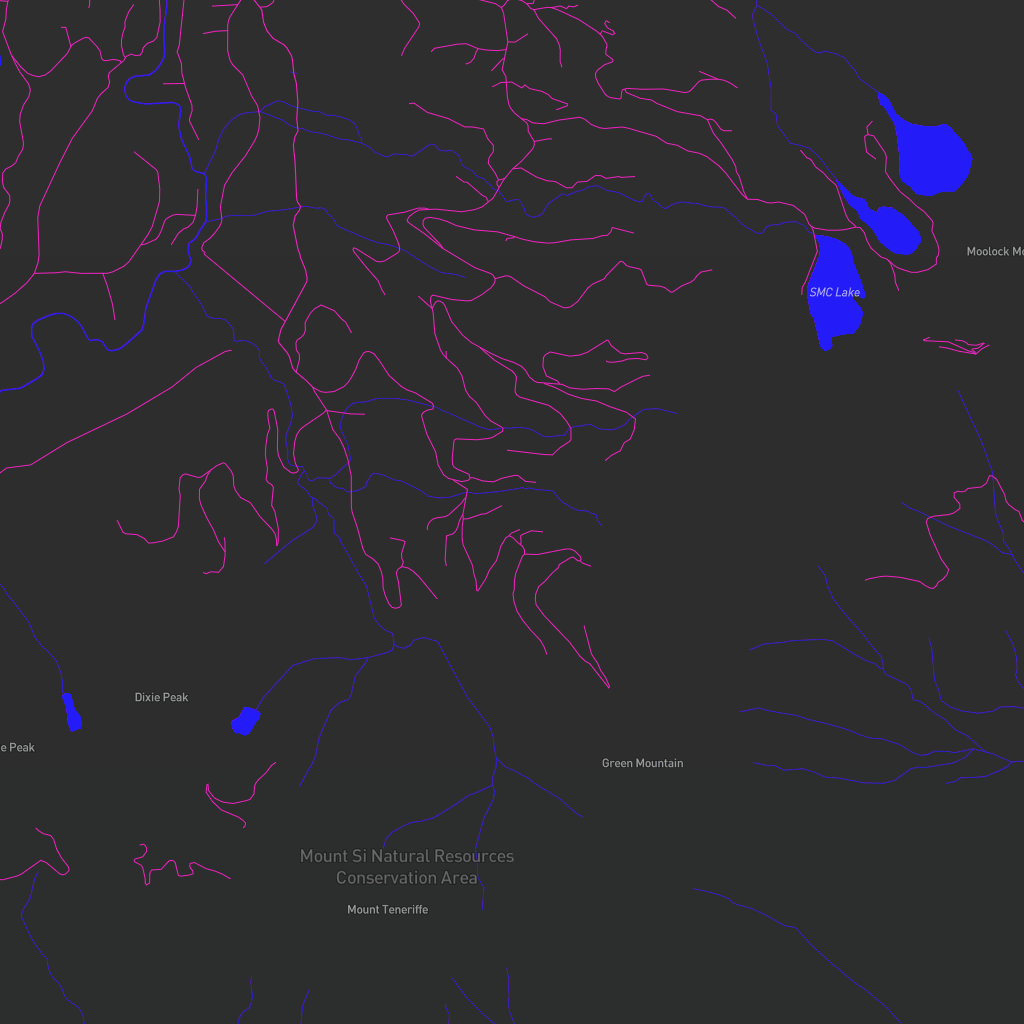 Moolock Mo
SMC Lake
Dixie Peak
e Peak
Green Mountain
Mount Si Natural Resources
Conservation Area
Mount Teneriffe